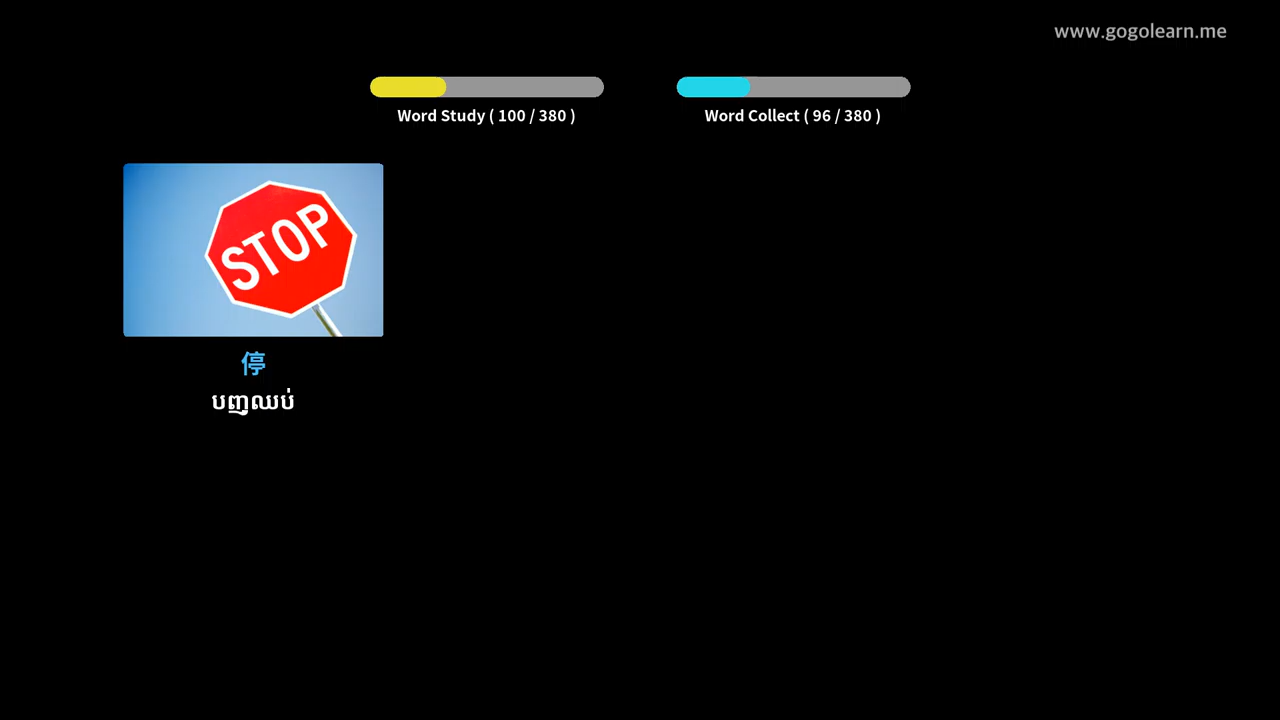 www.gogolearn.me
Word Study ( 100 / 380 )
Word Collect ( 96 / 380 )
STOP
停
បញ្ឈប់